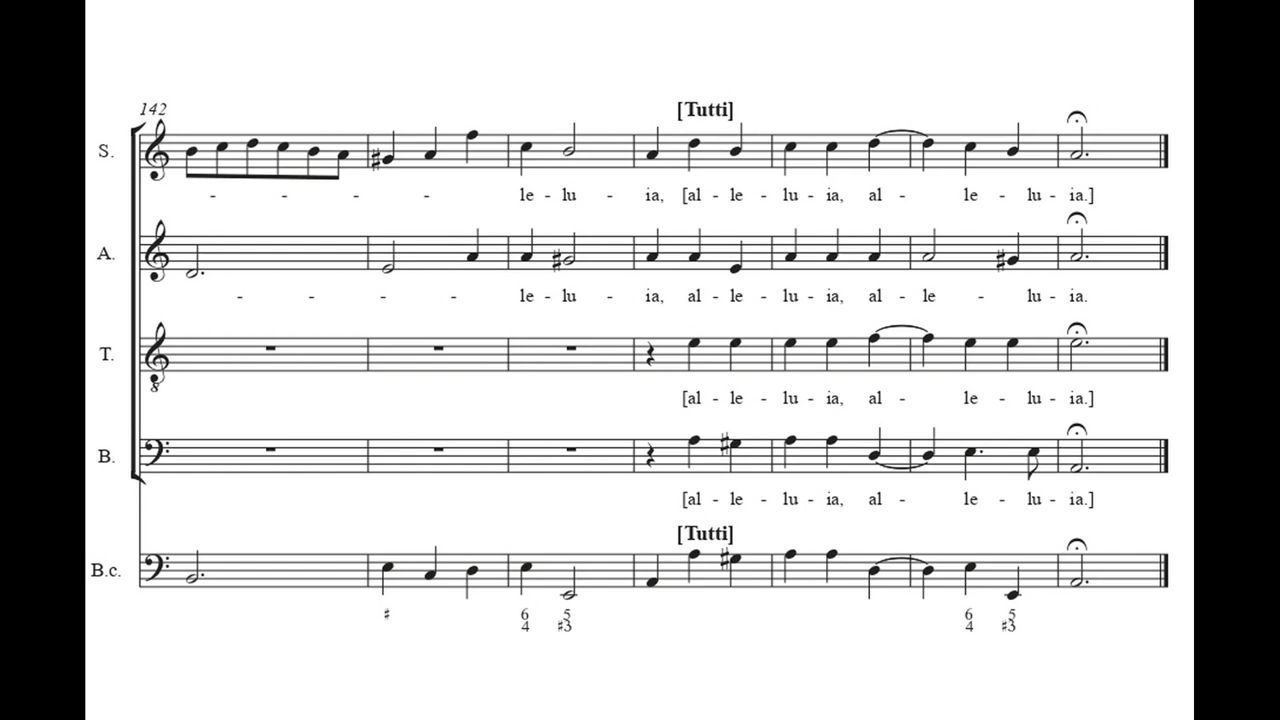 142
[Tutti]
S.
- - - - le - lu - ia, [al - le - lu - ia, al - le - lu - ia.]
A.
- - - - le - lu - ia, al - le - lu - ia, al - le - lu - ia.
T.
8
[al - le - lu - ia, al - le - lu - ia.]
B.
[al - le - lu - ia, al - le - lu - ia.]
[Tutti]
B.c.
♯ 6 5 6 5
4 ♯3 4 ♯3